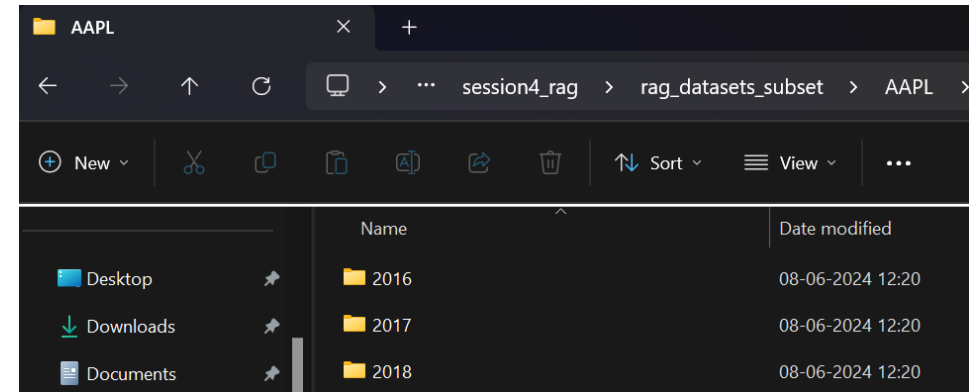 AAPL
... session4_rag > rag_datasets_subset > AAPL >
New Sort View ...
Name Date modified
Desktop 2016 08-06-2024 12:20
Downloads 2017 08-06-2024 12:20
Documents 2018 08-06-2024 12:20